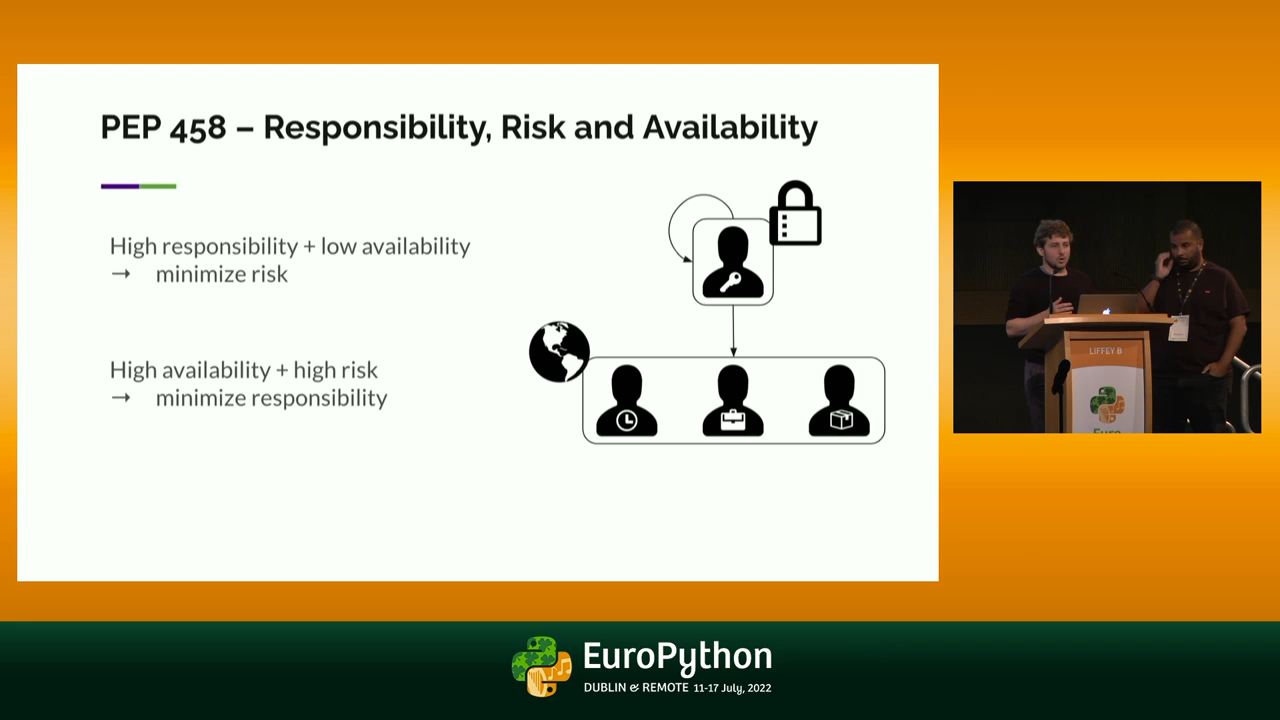 PEP 458 – Responsibility, Risk and Availability
High responsibility + low availability
→ minimize risk
High availability + high risk
→ minimize responsibility
LIFFEY B
Euro
EuroPython
DUBLIN & REMOTE 11-17 July, 2022